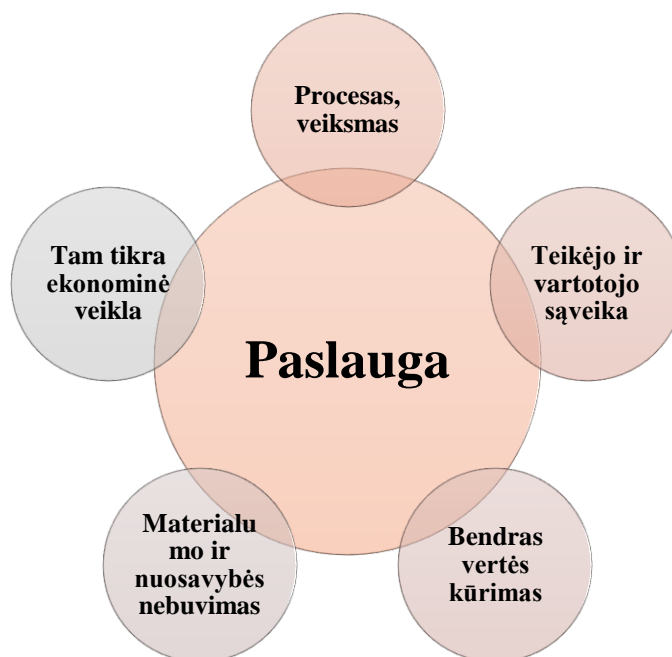 Procesas,
veiksmas
Tam tikra
ekonominė
veikla
Teikėjo ir
vartotojo
sąveika
Paslauga
Materialu
mo ir
nuosavybės
nebuvimas
Bendras
vertės
kūrimas